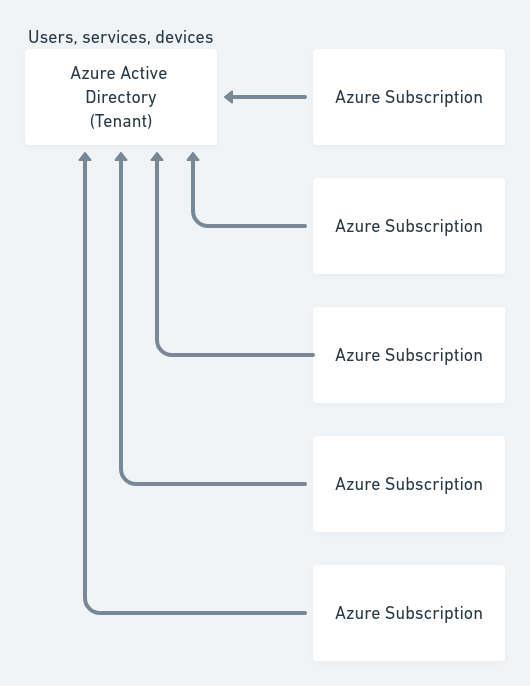 Users, services, devices
Azure Active
Directory
(Tenant)
Azure Subscription
Azure Subscription
Azure Subscription
Azure Subscription
Azure Subscription